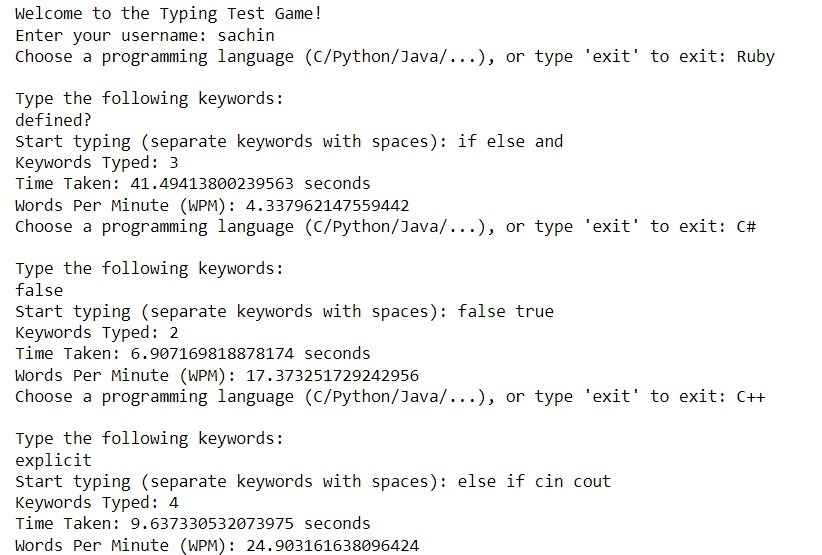 Welcome to the Typing Test Game!
Enter your username: sachin
Choose a programming language (C/Python/Java/...), or type 'exit' to exit: Ruby
Type the following keywords:
defined?
Start typing (separate keywords with spaces): if else and
Keywords Typed: 3
Time Taken: 41.49413800239563 seconds
Words Per Minute (WPM): 4.337962147559442
Choose a programming language (C/Python/Java/...), or type 'exit' to exit: C#
Type the following keywords:
false
Start typing (separate keywords with spaces): false true
Keywords Typed: 2
Time Taken: 6.907169818878174 seconds
Words Per Minute (WPM): 17.373251729242956
Choose a programming language (C/Python/Java/...), or type 'exit' to exit: C++
Type the following keywords:
explicit
Start typing (separate keywords with spaces): else if cin cout
Keywords Typed: 4
Time Taken: 9.637330532073975 seconds
Words Per Minute (WPM): 24.903161638096424